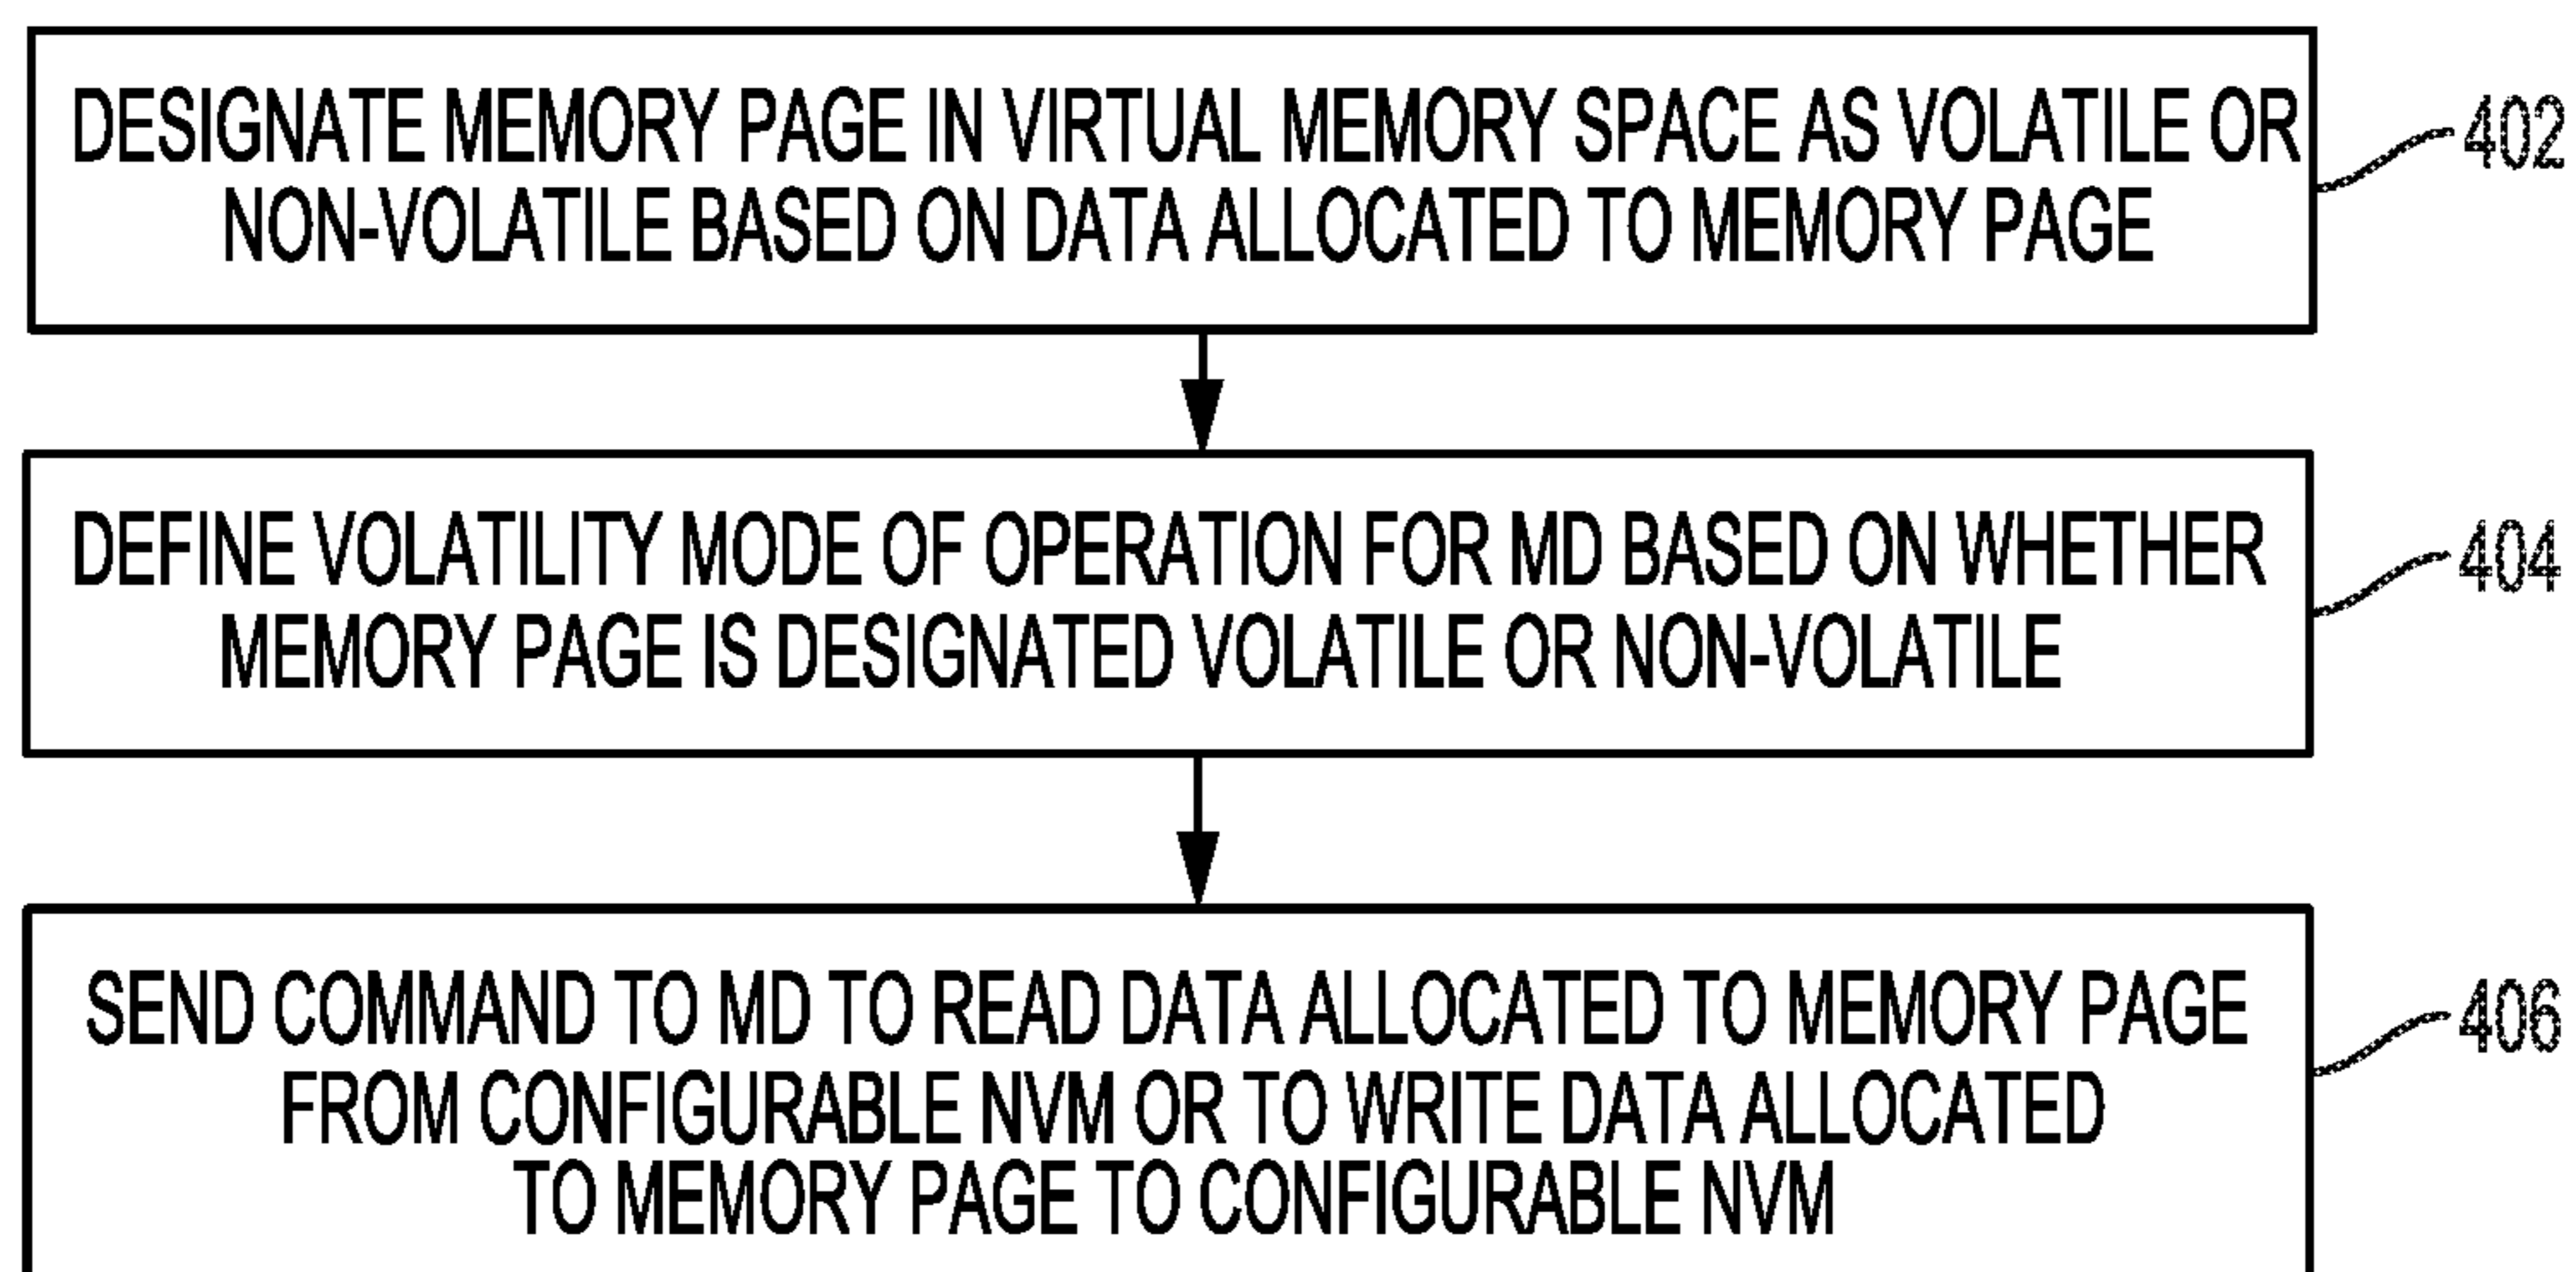 DESIGNATE MEMORY PAGE IN VIRTUAL MEMORY SPACE AS VOLATILE OR
NON-VOLATILE BASED ON DATA ALLOCATED TO MEMORY PAGE
402
DEFINE VOLATILITY MODE OF OPERATION FOR MD BASED ON WHETHER
MEMORY PAGE IS DESIGNATED VOLATILE OR NON-VOLATILE
404
SEND COMMAND TO MD TO READ DATA ALLOCATED TO MEMORY PAGE
FROM CONFIGURABLE NVM OR TO WRITE DATA ALLOCATED
TO MEMORY PAGE TO CONFIGURABLE NVM
406